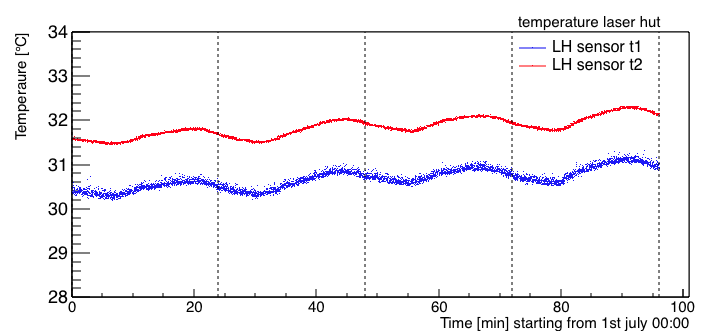 temperature laser hut
LH sensor t1
LH sensor t2
Temperaure [°C]
34
33
32
31
30
29
28
0 20 40 60 80 100
Time [min] starting from 1st july 00:00